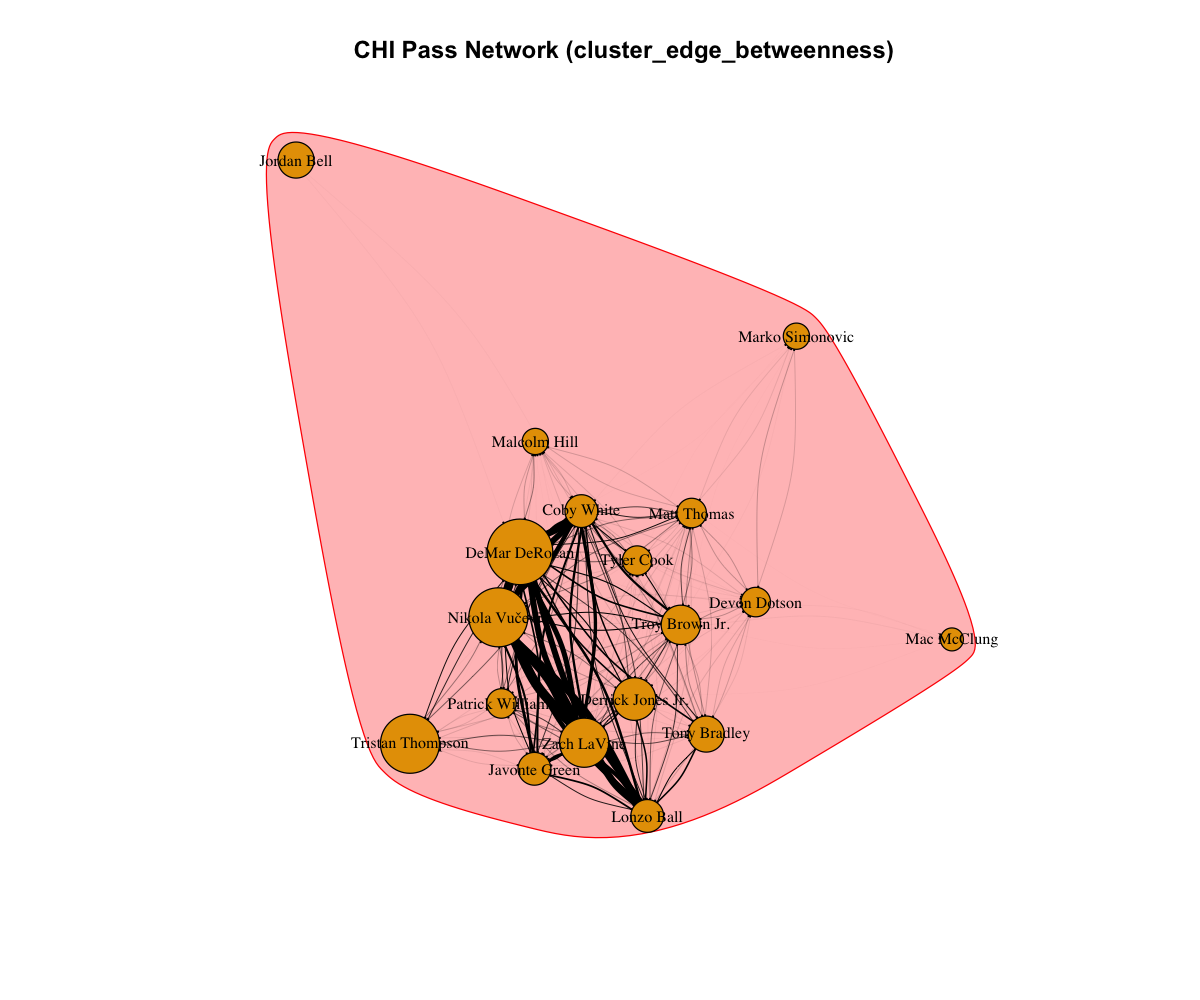 CHI Pass Network (cluster_edge_betweenness)
Jordan Bell
Marko Simonovic
Malcolm Hill
Coby White
Matt Thomas
DeMar DeRozan
Tyler Cook
Devon Dotson
Nikola Vuče
Troy Brown Jr.
Mac McClung
Patrick William
Derrick Jones Jr.
Tony Bradley
Tristan Thompson
Zach LaVine
Javonte Green
Lonzo Ball